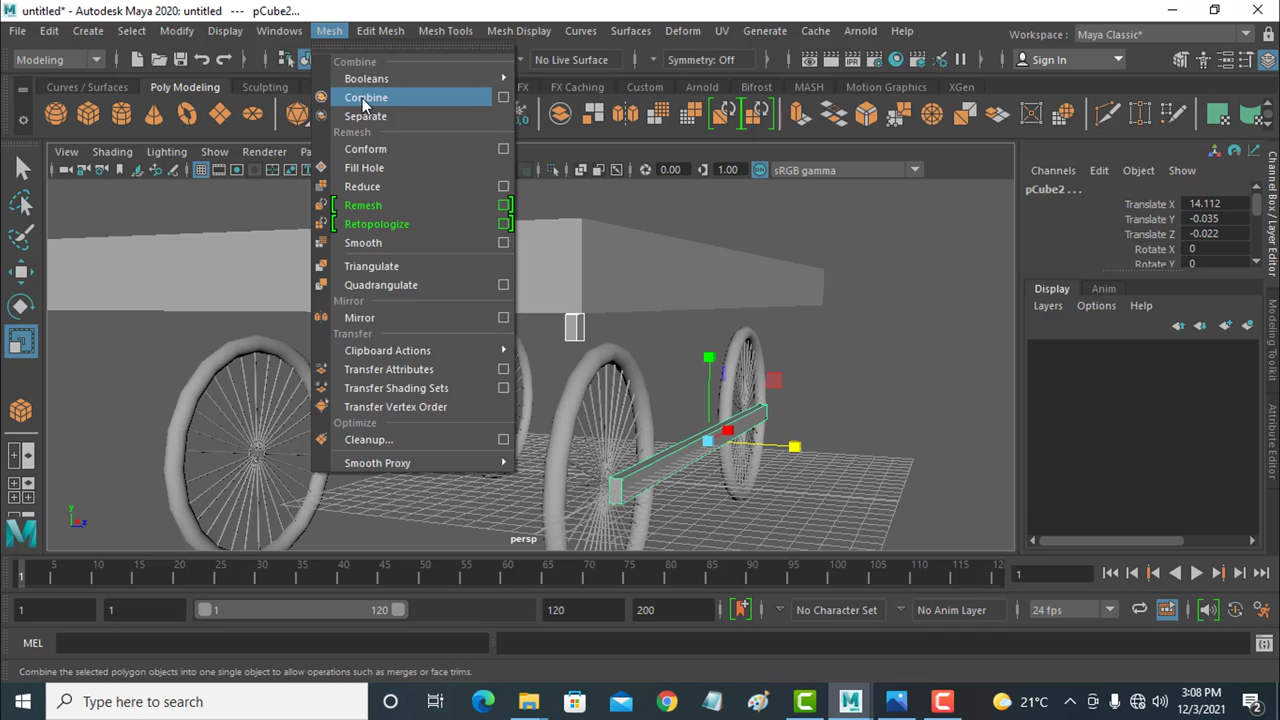 untitled* - Autodesk Maya 2020: untitled --- pCube2...
File Edit Create Select Modify Display Windows Mesh Edit Mesh Mesh Tools Mesh Display Curves Surfaces Deform UV Generate Cache Arnold Help Workspace : Maya Classic*
Modeling No Live Surface Symmetry: Off Sign In
Curves / Surfaces Poly Modeling Sculpting FX FX Caching Custom Arnold Bifrost MASH Motion Graphics XGen
Combine
Booleans
Combine
Separate
Remesh
Conform
Fill Hole
Reduce
Remesh
Retopologize
Smooth
Triangulate
Quadrangulate
Mirror
Mirror
Transfer
Clipboard Actions
Transfer Attributes
Transfer Shading Sets
Transfer Vertex Order
Optimize
Cleanup...
Smooth Proxy
View Shading Lighting Show Renderer
0.00 1.00 sRGB gamma
persp
Channels Edit Object Show
pCube2 . . .
Translate X 14.112
Translate Y -0.035
Translate Z -0.022
Rotate X 0
Rotate Y 0
Display Anim
Layers Options Help
Channel Box / Layer Editor
Attribute Editor
1 5 10 15 20 25 30 35 40 45 50 55 60 65 70 75 80 85 90 95 100 105 110 115 12
1
1 1 1 120 120 200 No Character Set No Anim Layer 24 fps
MEL
Combine the selected polygon objects into one single object to allow operations such as merges or face trims.
Type here to search
21°C
3:08 PM
12/3/2021
2